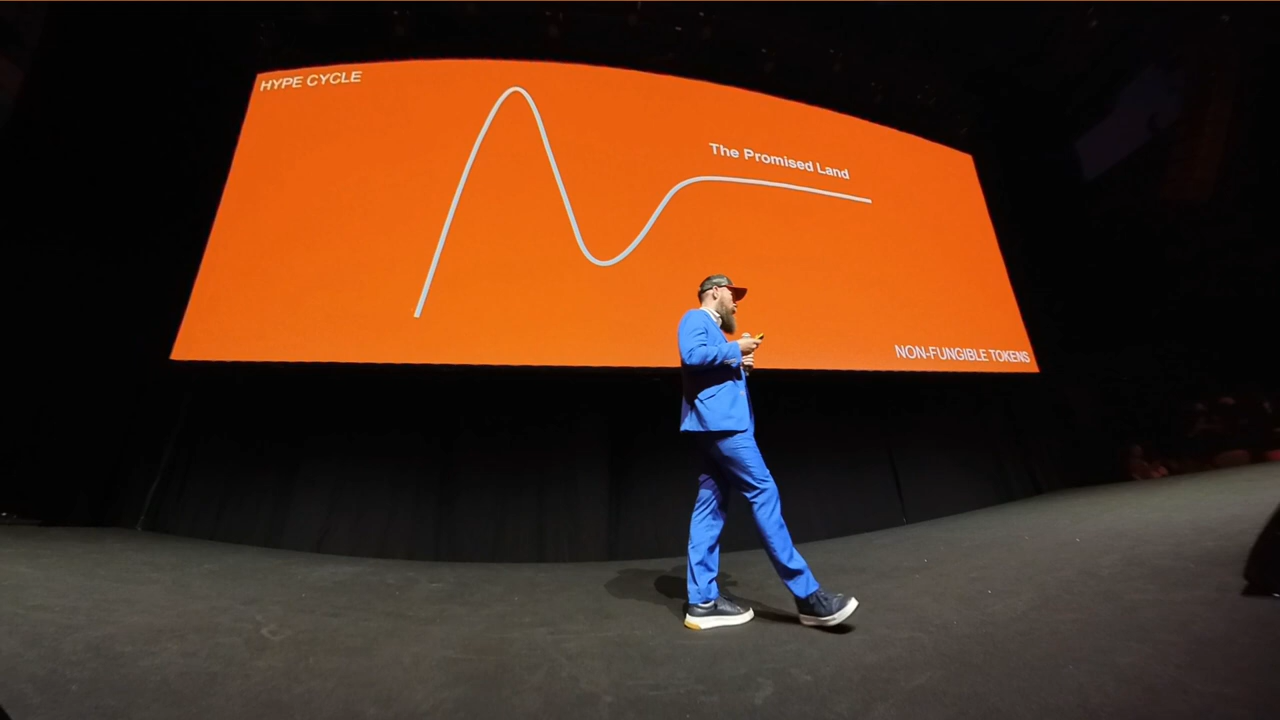 HYPE CYCLE
The Promised Land
NON-FUNGIBLE TOKENS